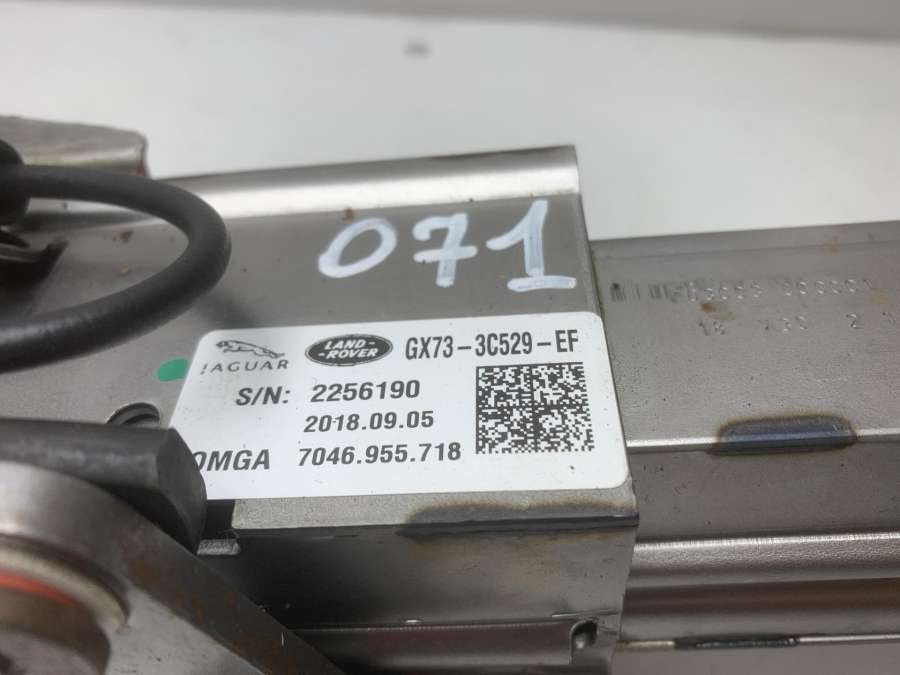 071
JAGUAR
LAND-
ROVER
GX73-3C529-EF
S/N: 2256190
2018.09.05
OMGA 7046.955.718